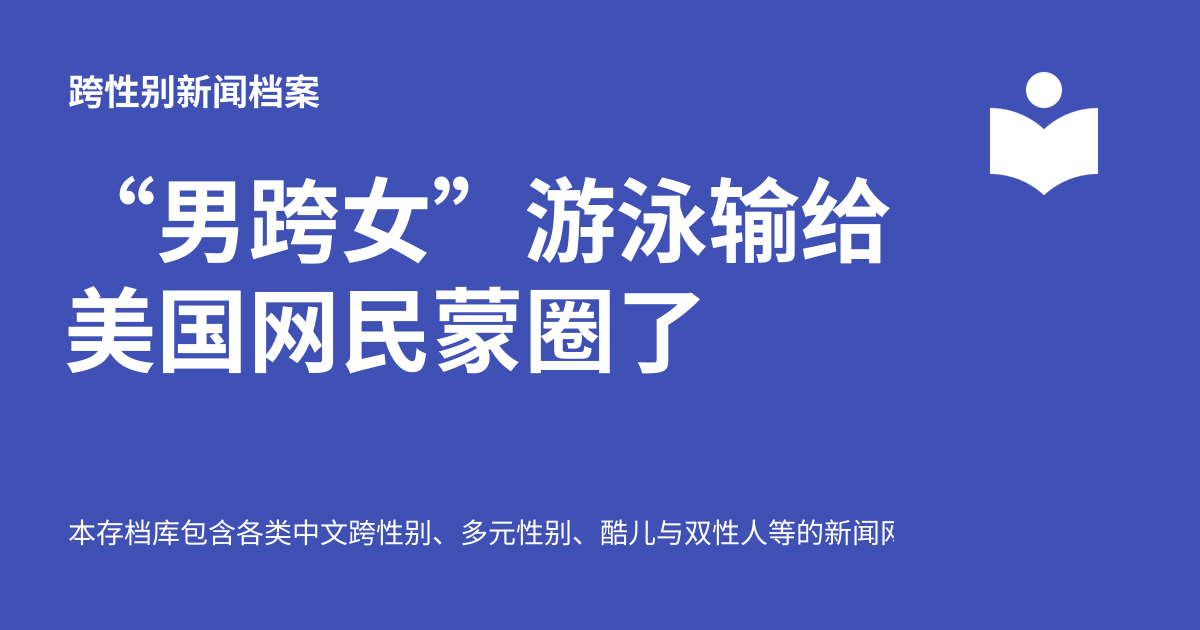 跨性别新闻档案
“男跨女”游泳输给
美国网民蒙圈了
本存档库包含各类中文跨性别、多元性别、酷儿与双性人等的新闻网